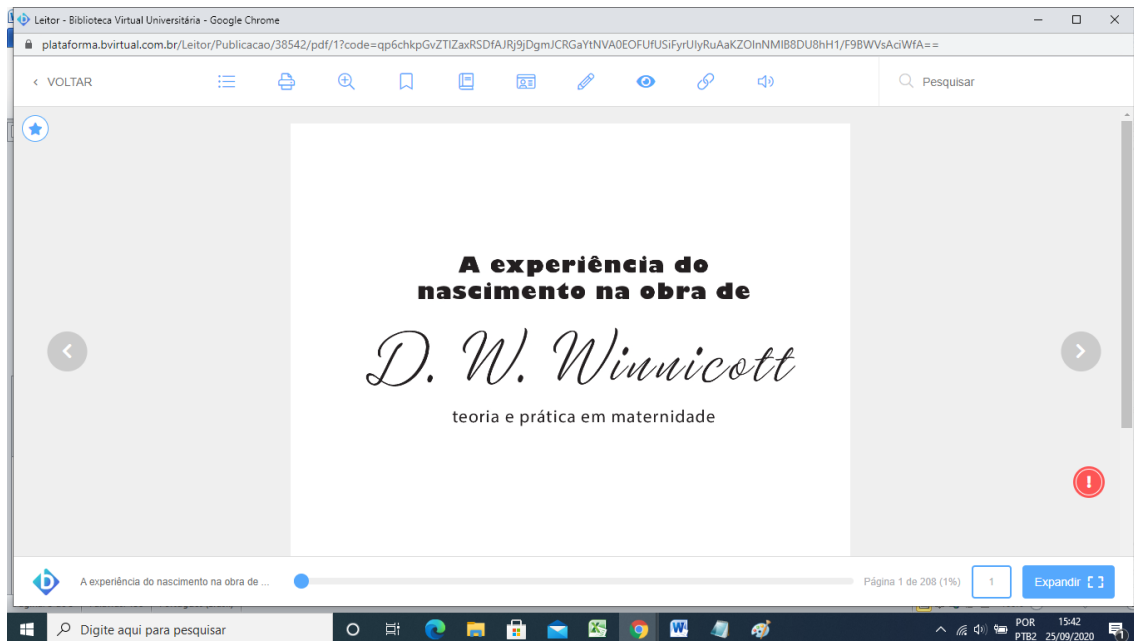 Leitor - Biblioteca Virtual Universitária - Google Chrome
plataforma.bvirtual.com.br/Leitor/Publicacao/38542/pdf/1?code=qp6chkpGvZTIZaxRSDfAJRj9jDgmJCRGaYtNVA0EOFUfUSiFyrUIyRuAaKZOInNMIB8DU8hH1/F9BWVsAciWfA==
VOLTAR
Pesquisar
A experiência do
nascimento na obra de
D. W. Winnicott
teoria e prática em maternidade
A experiência do nascimento na obra de ...
Página 1 de 208 (1%)
1
Expandir
Digite aqui para pesquisar
POR
PTB2
15:42
25/09/2020